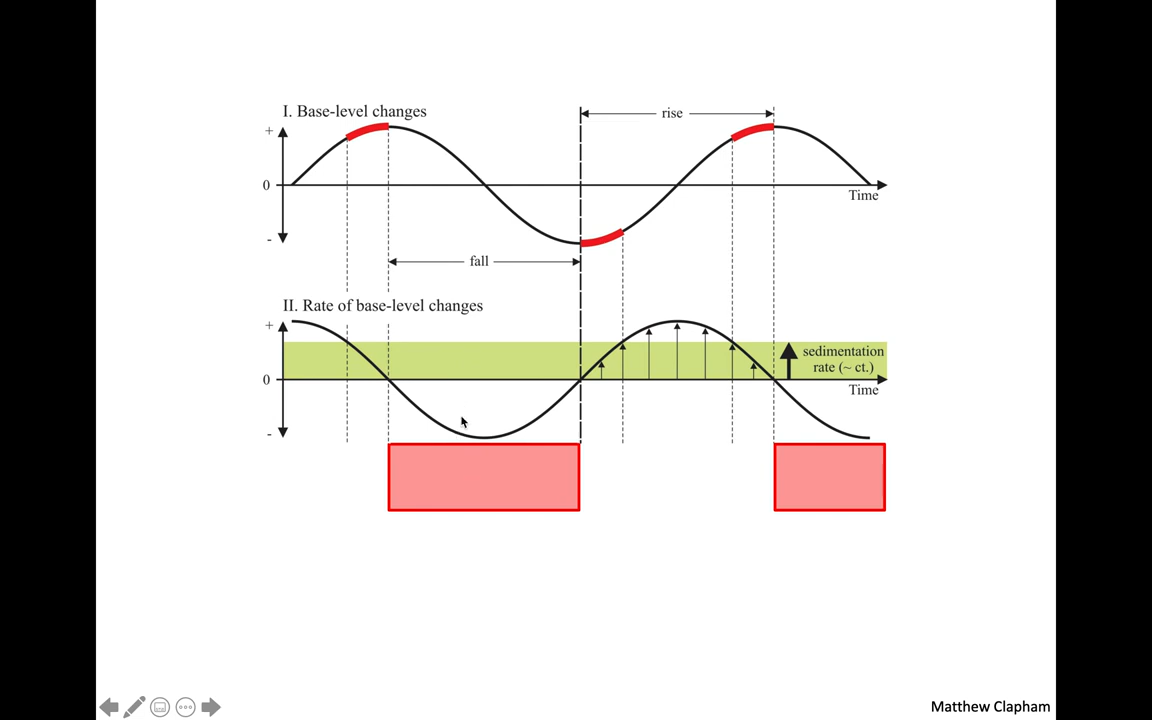 I. Base-level changes
rise
+
0
Time
-
fall
II. Rate of base-level changes
+
sedimentation
rate (~ ct.)
0
Time
-
Matthew Clapham